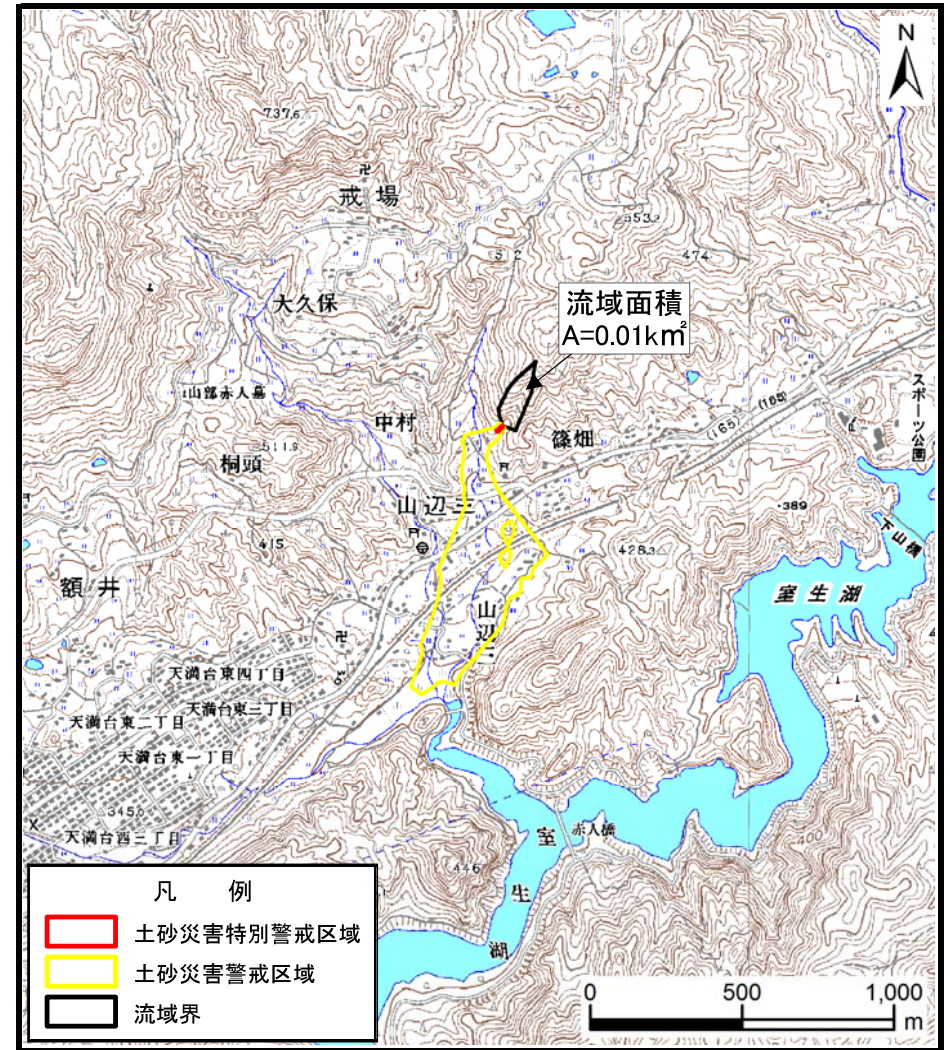 N
737.6
卍
戒場
553.2
512
474
大久保
流域面積
A=0.01km²
スポーツ公園
山部赤人墓
(165)
(165)
中村
篠畑
511.9
桐頭
山辺三
389
下山橋
415
428.3
額井
室生湖
山辺三
卍
天満台東四丁目
天満台東三丁目
天満台東二丁目
天満台東一丁目
345.0
天満台西三丁目
赤人橋
400
446
室生湖
凡例
土砂災害特別警戒区域
土砂災害警戒区域
流域界
0 500 1,000
m